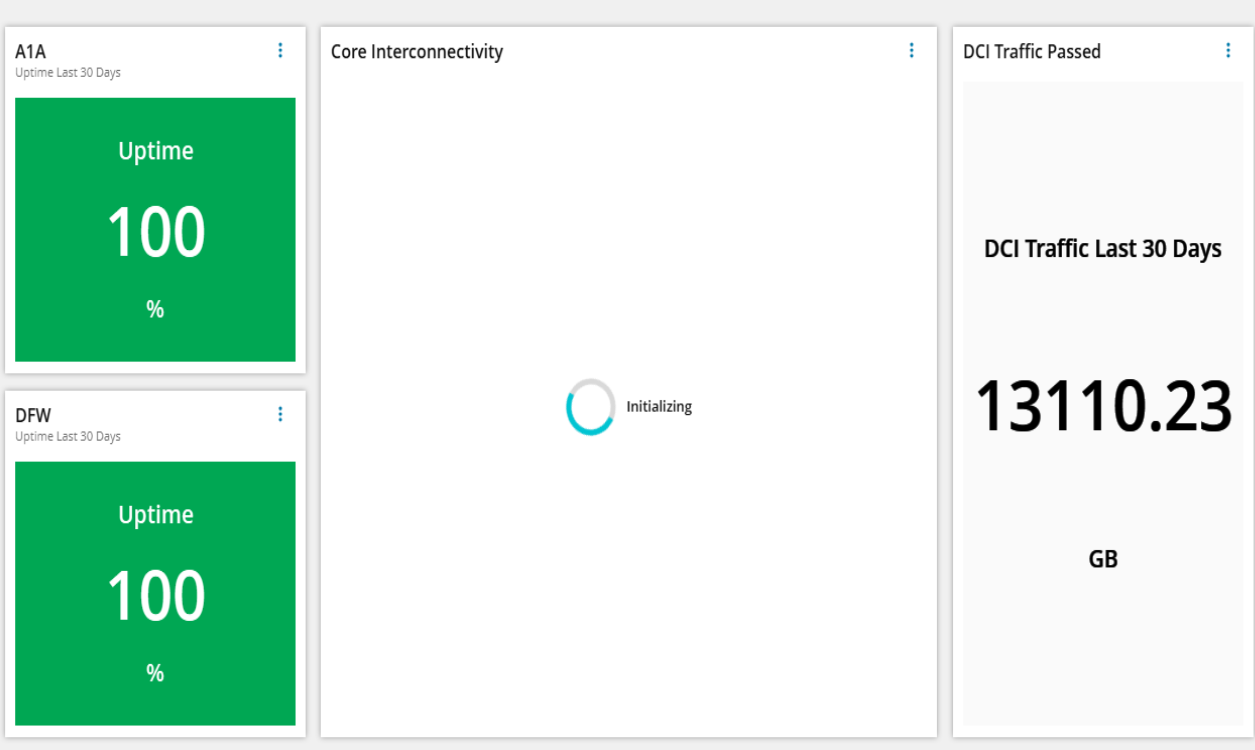 A1A
Uptime Last 30 Days
Uptime
100
%
DFW
Uptime Last 30 Days
Uptime
100
%
Core Interconnectivity
Initializing
DCI Traffic Passed
DCI Traffic Last 30 Days
13110.23
GB